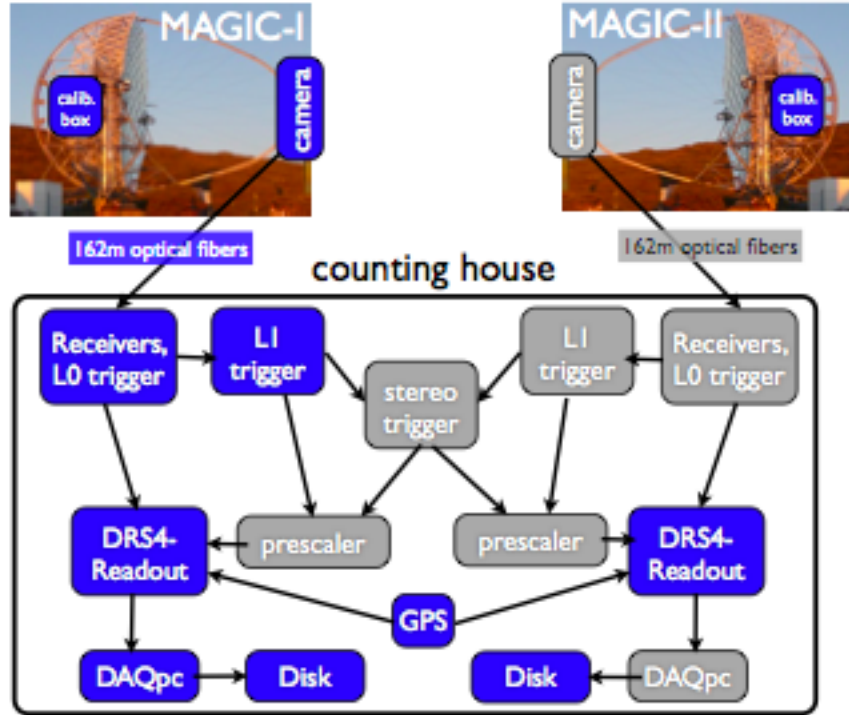 MAGIC-I
MAGIC-II
calib.
box
camera
camera
calib.
box
162m optical fibers
162m optical fibers
counting house
Receivers,
L0 trigger
L1
trigger
L1
trigger
Receivers,
L0 trigger
stereo
trigger
DRS4-
Readout
prescaler
prescaler
DRS4-
Readout
GPS
DAQpc
Disk
Disk
DAQpc